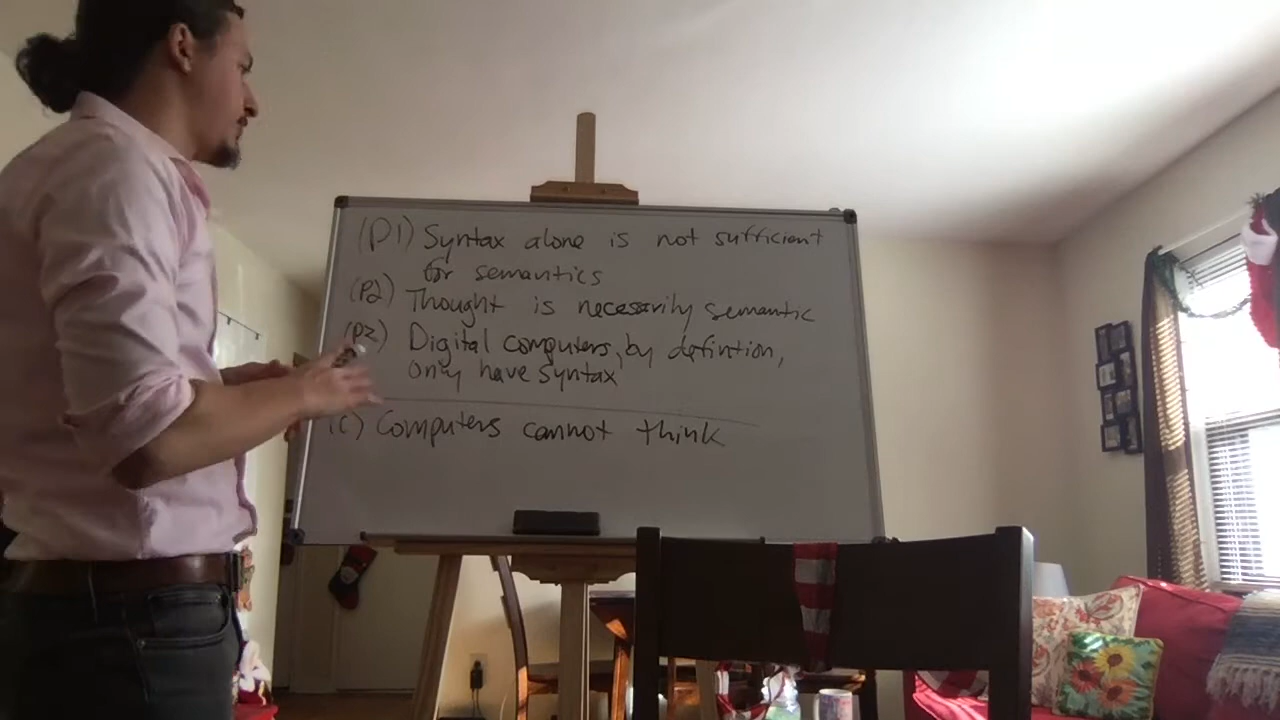 (P1) Syntax alone is not sufficient
for semantics
(P2) Thought is necessarily semantic
(P3) Digital computers, by defintion,
only have syntax
(C) Computers cannot think